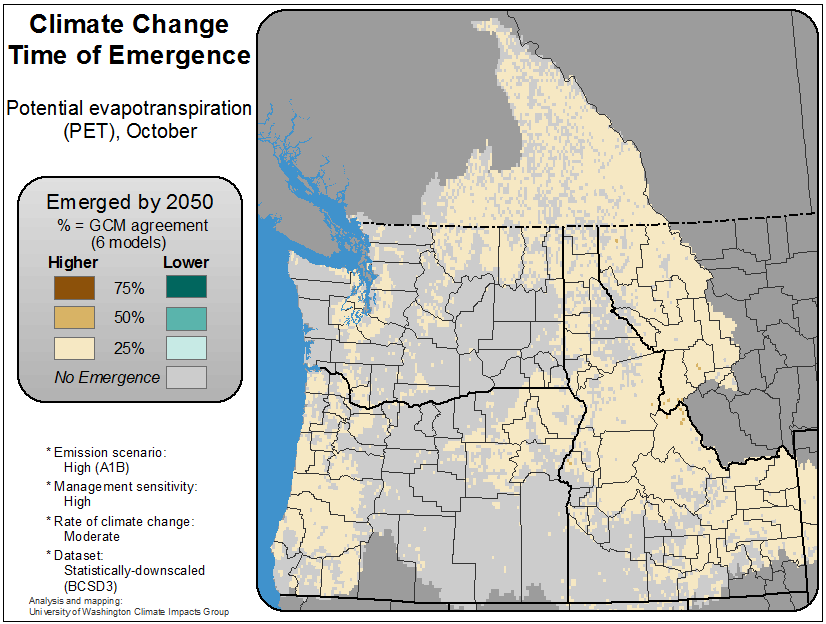 Climate Change
Time of Emergence
Potential evapotranspiration
(PET), October
Emerged by 2050
% = GCM agreement
(6 models)
Higher Lower
75%
50%
25%
No Emergence
* Emission scenario:
High (A1B)
* Management sensitivity:
High
* Rate of climate change:
Moderate
* Dataset:
Statistically-downscaled
(BCSD3)
Analysis and mapping:
University of Washington Climate Impacts Group